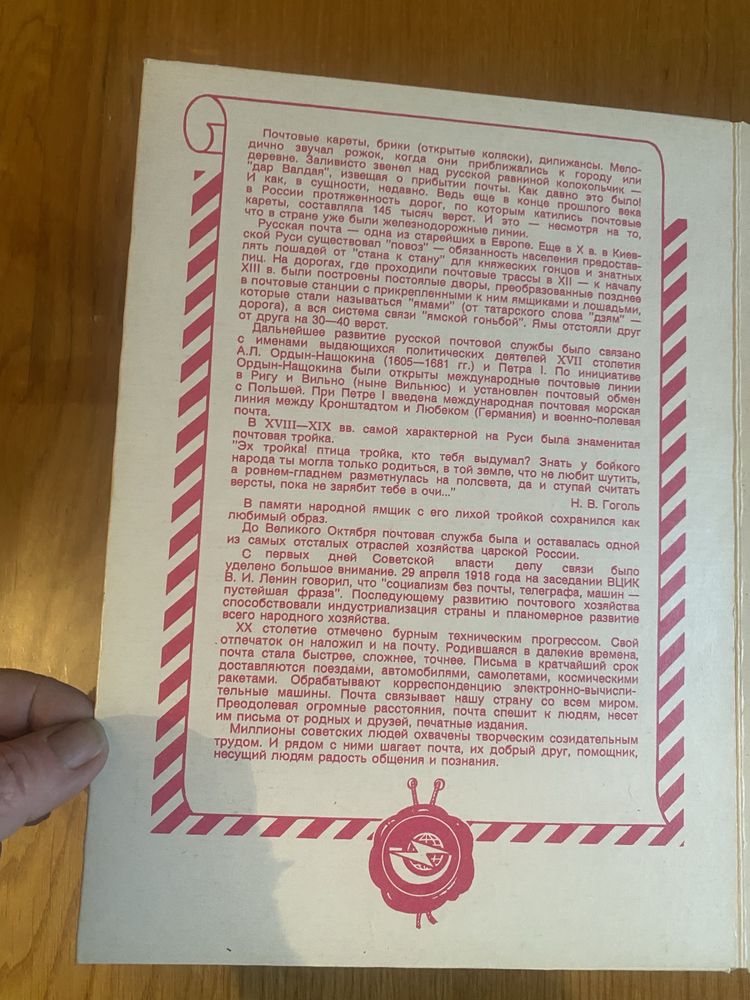 Почтовые кареты, брики (открытые коляски), дилижансы. Мело-
дично звучал рожок, когда они приближались к городу или
деревне. Заливисто звенел над русской равниной колокольчик —
"дар Валдая", извещая о прибытии почты. Как давно это было!
И как, в сущности, недавно. Ведь еще в конце прошлого века
в России протяженность дорог, по которым катились почтовые
кареты, составляла 145 тысяч верст. И это — несмотря на то,
что в стране уже были железнодорожные линии.
Русская почта — одна из старейших в Европе. Еще в X в. в Киев-
ской Руси существовал "повоз" — обязанность населения предостав-
лять лошадей от "стана к стану" для княжеских гонцов и знатных
лиц. На дорогах, где проходили почтовые трассы в XII — к началу
XIII в. были построены постоялые дворы, преобразованные позднее
в почтовые станции с прикрепленными к ним ямщиками и лошадьми,
которые стали называться "ямами" (от татарского слова "дзям" —
дорога), а вся система связи "ямской гоньбой". Ямы отстояли друг
от друга на 30—40 верст.
Дальнейшее развитие русской почтовой службы было связано
с именами выдающихся политических деятелей XVII столетия
А.Л. Ордын-Нащокина (1605—1681 гг.) и Петра I. По инициативе
Ордын-Нащокина были открыты международные почтовые линии
в Ригу и Вильно (ныне Вильнюс) и установлен почтовый обмен
с Польшей. При Петре I введена международная почтовая морская
линия между Кронштадтом и Любеком (Германия) и военно-полевая
почта.
В XVIII—XIX вв. самой характерной на Руси была знаменитая
почтовая тройка.
"Эх тройка! птица тройка, кто тебя выдумал? Знать у бойкого
народа ты могла только родиться, в той земле, что не любит шутить,
а ровнем-гладнем разметнулась на полсвета, да и ступай считать
версты, пока не зарябит тебе в очи..."
Н. В. Гоголь
В памяти народной ямщик с его лихой тройкой сохранился как
любимый образ.
До Великого Октября почтовая служба была и оставалась одной
из самых отсталых отраслей хозяйства царской России.
С первых дней Советской власти делу связи было
уделено большое внимание. 29 апреля 1918 года на заседании ВЦИК
В. И. Ленин говорил, что "социализм без почты, телеграфа, машин —
пустейшая фраза". Последующему развитию почтового хозяйства
способствовали индустриализация страны и планомерное развитие
всего народного хозяйства.
XX столетие отмечено бурным техническим прогрессом. Свой
отпечаток он наложил и на почту. Родившаяся в далекие времена,
почта стала быстрее, сложнее, точнее. Письма в кратчайший срок
доставляются поездами, автомобилями, самолетами, космическими
ракетами. Обрабатывают корреспонденцию электронно-вычисли-
тельные машины. Почта связывает нашу страну со всем миром.
Преодолевая огромные расстояния, почта спешит к людям, несет
им письма от родных и друзей, печатные издания.
Миллионы советских людей охвачены творческим созидательным
трудом. И рядом с ними шагает почта, их добрый друг, помощник,
несущий людям радость общения и познания.